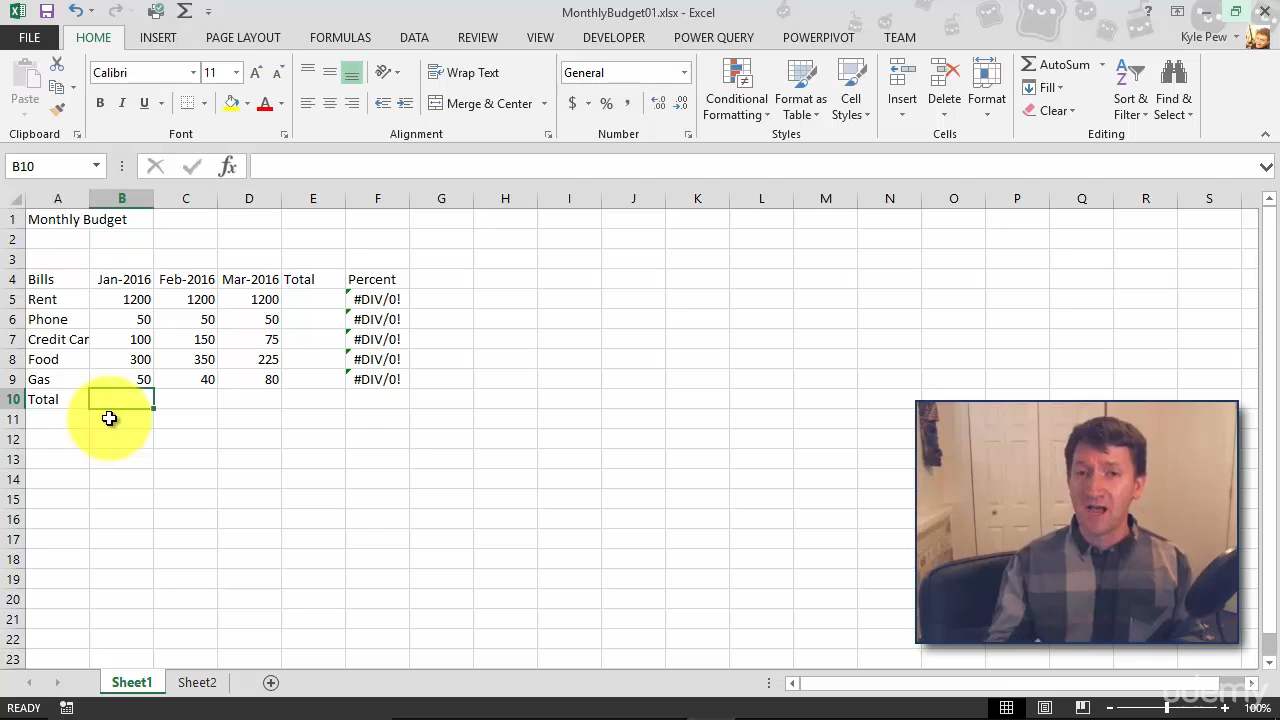 MonthlyBudget01.xlsx - Excel
FILE HOME INSERT PAGE LAYOUT FORMULAS DATA REVIEW VIEW DEVELOPER POWER QUERY POWERPIVOT TEAM Kyle Pew
Paste
Clipboard
Calibri 11
B I U
Font
Wrap Text
Merge & Center
Alignment
General
$ % ,
Number
Conditional Formatting
Format as Table
Cell Styles
Styles
Insert Delete Format
Cells
AutoSum
Fill
Clear
Sort & Filter
Find & Select
Editing
B10 fx
A B C D E F G H I J K L M N O P Q R S
1 Monthly Budget
2
3
4 Bills Jan-2016 Feb-2016 Mar-2016 Total Percent
5 Rent 1200 1200 1200 #DIV/0!
6 Phone 50 50 50 #DIV/0!
7 Credit Car 100 150 75 #DIV/0!
8 Food 300 350 225 #DIV/0!
9 Gas 50 40 80 #DIV/0!
10 Total
11
12
13
14
15
16
17
18
19
20
21
22
23
Sheet1 Sheet2
udemy
READY 100%